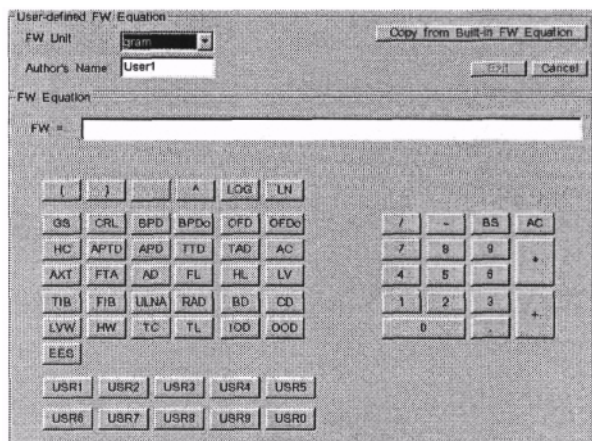 User-defined FW Equation
FW Unit gram Copy from Built-in FW Equation
Author's Name User1 Exit Cancel
FW Equation
FW =
( ) ^ LOG LN
GS CRL BPD BPDo OFD OFDo / - BS AC
HC APTD APD TTD TAD AC 7 8 9 *
AXT FTA AD FL HL LV 4 5 6
TIB FIB ULNA RAD BD CD 1 2 3 +
LVW HW TC TL IOD OOD 0 .
EES
USR1 USR2 USR3 USR4 USR5
USR6 USR7 USR8 USR9 USR0